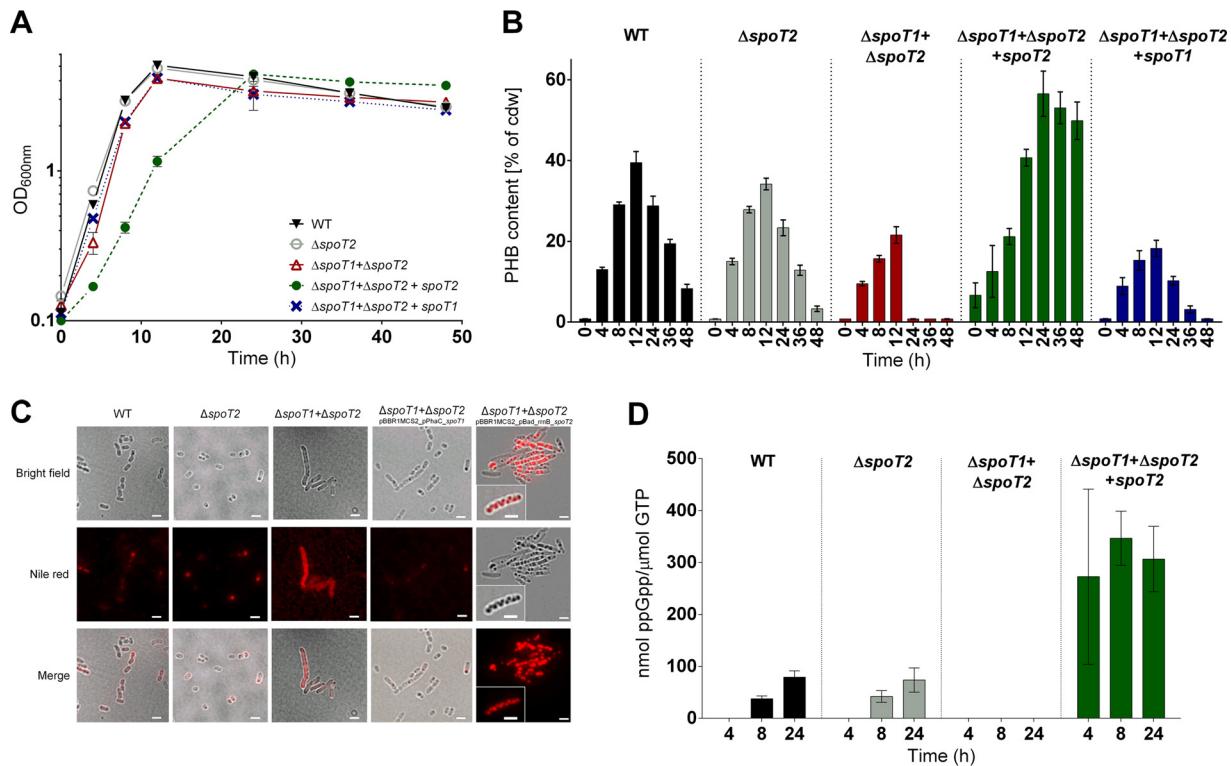 A
OD600nm
1
0.1
0
10
20
30
40
50
Time (h)
WT
ΔspoT2
ΔspoT1+ΔspoT2
ΔspoT1+ΔspoT2 + spoT2
ΔspoT1+ΔspoT2 + spoT1
B
WT
ΔspoT2
ΔspoT1+
ΔspoT2
ΔspoT1+ΔspoT2
+spoT2
ΔspoT1+ΔspoT2
+spoT1
PHB content [% of cdw]
60
40
20
0
0 4 8 12 24 36 48
0 4 8 12 24 36 48
0 4 8 12 24 36 48
0 4 8 12 24 36 48
0 4 8 12 24 36 48
Time (h)
C
WT
ΔspoT2
ΔspoT1+ΔspoT2
ΔspoT1+ΔspoT2
pBBR1MCS2_pPhaC_spoT1
ΔspoT1+ΔspoT2
pBBR1MCS2_pBad_rrnB_spoT2
Bright field
Nile red
Merge
D
WT
ΔspoT2
ΔspoT1+
ΔspoT2
ΔspoT1+ΔspoT2
+spoT2
nmol ppGpp/µmol GTP
500
400
300
200
100
0
4 8 24
4 8 24
4 8 24
4 8 24
Time (h)